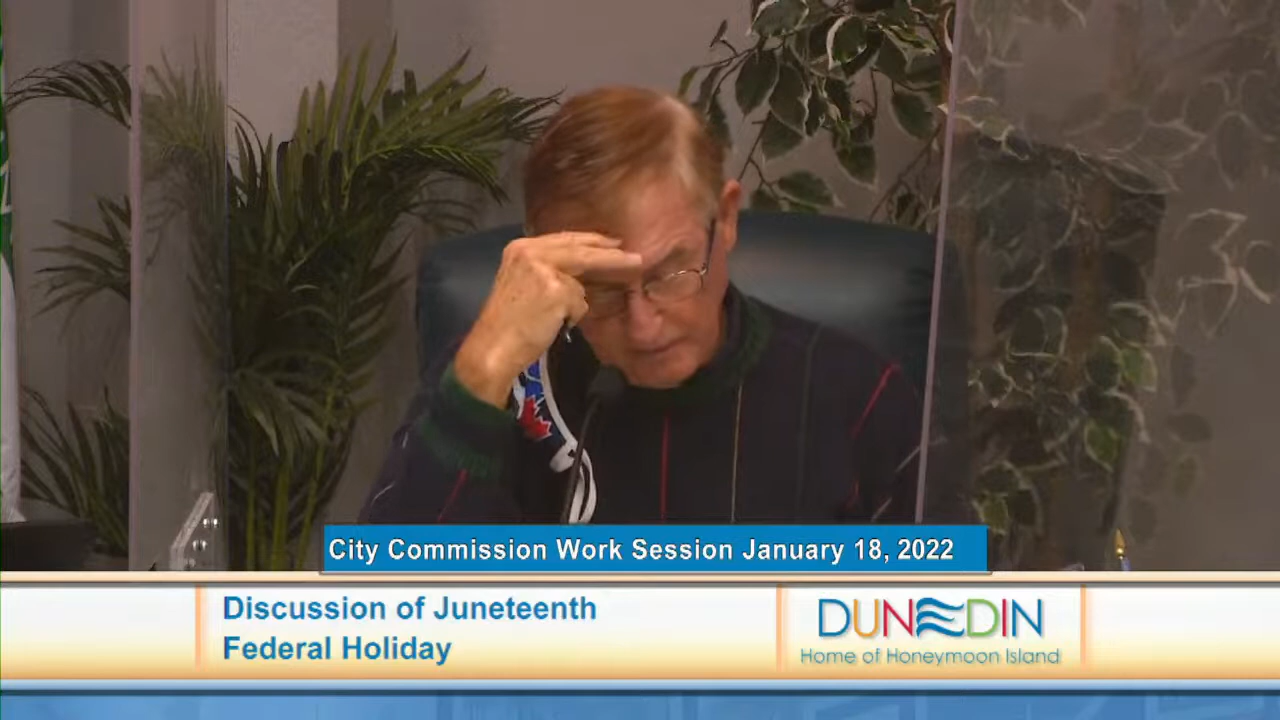 City Commission Work Session January 18, 2022
Discussion of Juneteenth
Federal Holiday
DUNEDIN
Home of Honeymoon Island